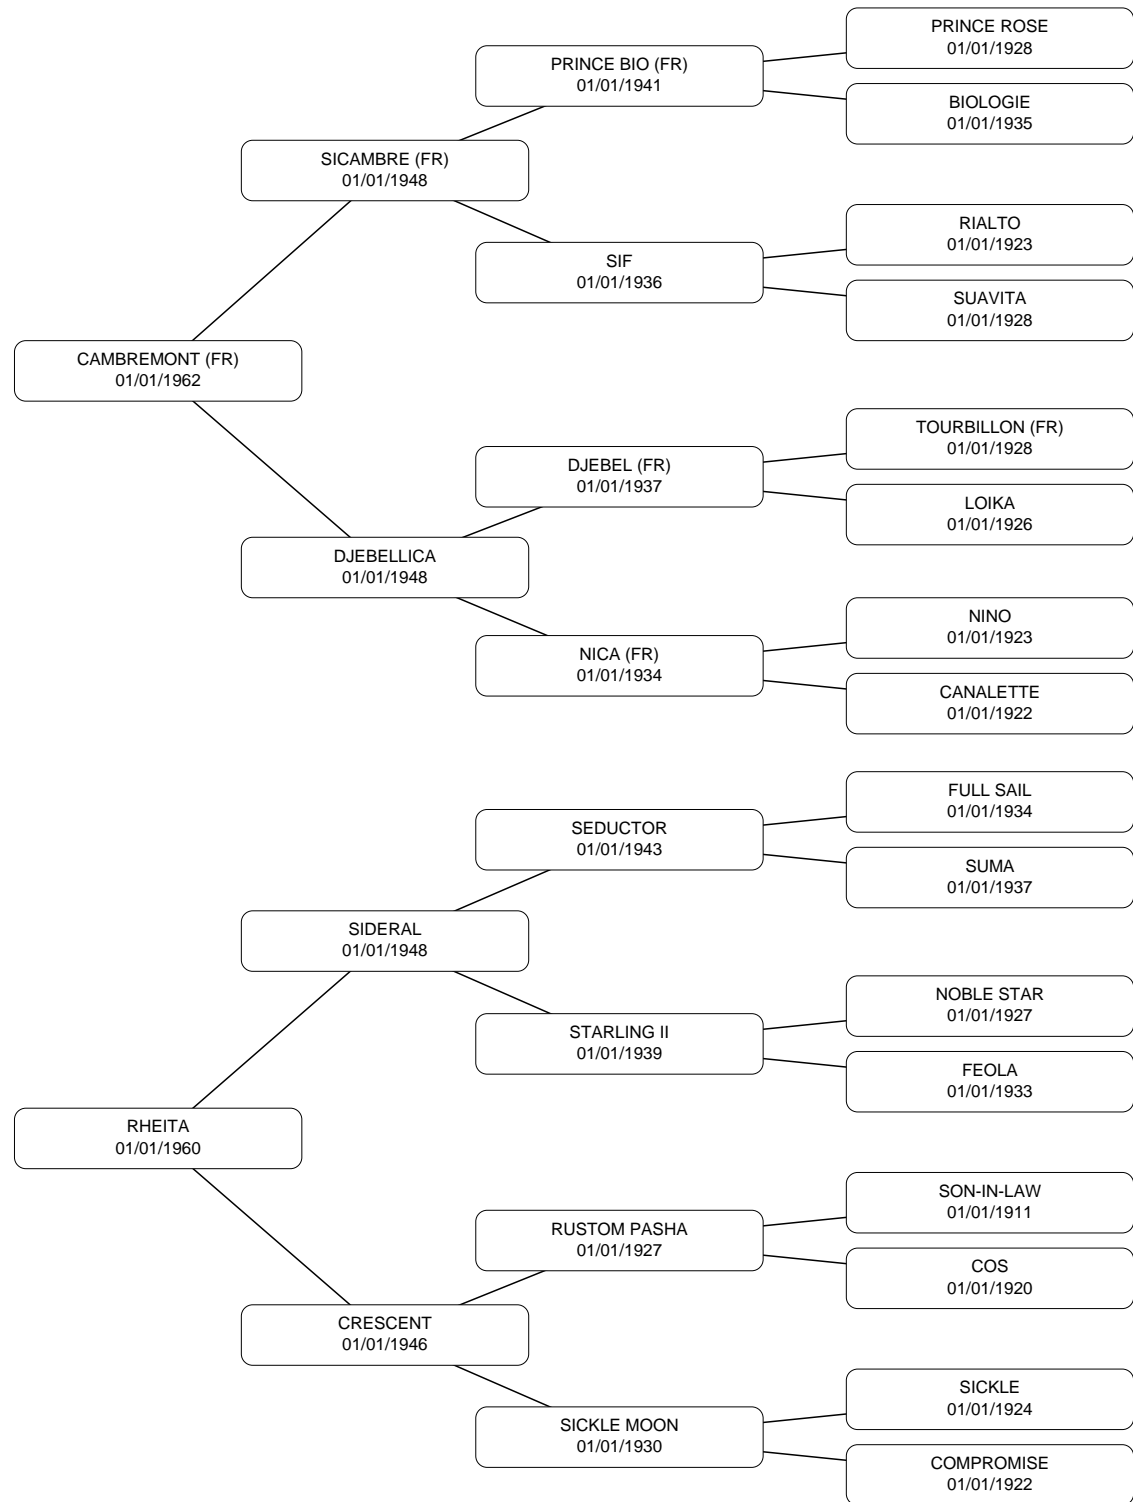 PRINCE ROSE
01/01/1928
PRINCE BIO (FR)
01/01/1941
BIOLOGIE
01/01/1935
SICAMBRE (FR)
01/01/1948
RIALTO
01/01/1923
SIF
01/01/1936
SUAVITA
01/01/1928
CAMBREMONT (FR)
01/01/1962
TOURBILLON (FR)
01/01/1928
DJEBEL (FR)
01/01/1937
LOIKA
01/01/1926
DJEBELLICA
01/01/1948
NINO
01/01/1923
NICA (FR)
01/01/1934
CANALETTE
01/01/1922
FULL SAIL
01/01/1934
SEDUCTOR
01/01/1943
SUMA
01/01/1937
SIDERAL
01/01/1948
NOBLE STAR
01/01/1927
STARLING II
01/01/1939
FEOLA
01/01/1933
RHEITA
01/01/1960
SON-IN-LAW
01/01/1911
RUSTOM PASHA
01/01/1927
COS
01/01/1920
CRESCENT
01/01/1946
SICKLE
01/01/1924
SICKLE MOON
01/01/1930
COMPROMISE
01/01/1922